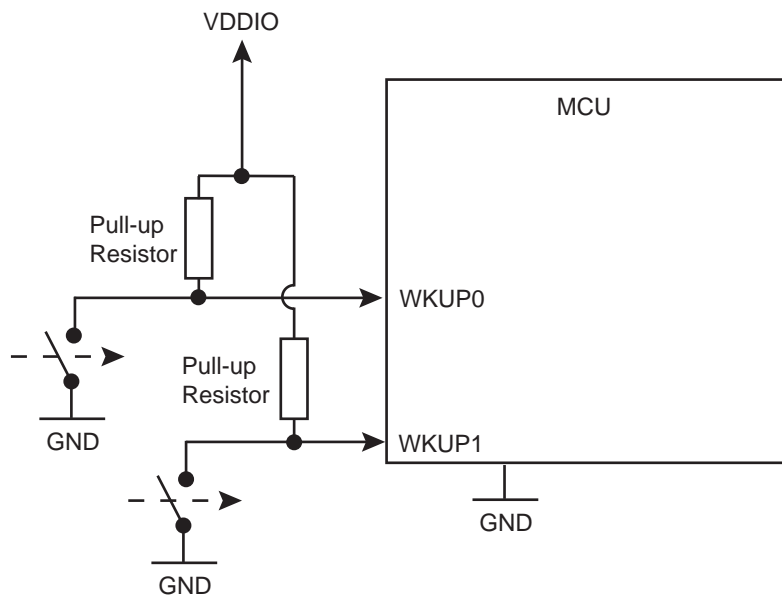 VDDIO
MCU
Pull-up
Resistor
WKUP0
Pull-up
Resistor
GND
WKUP1
GND
GND